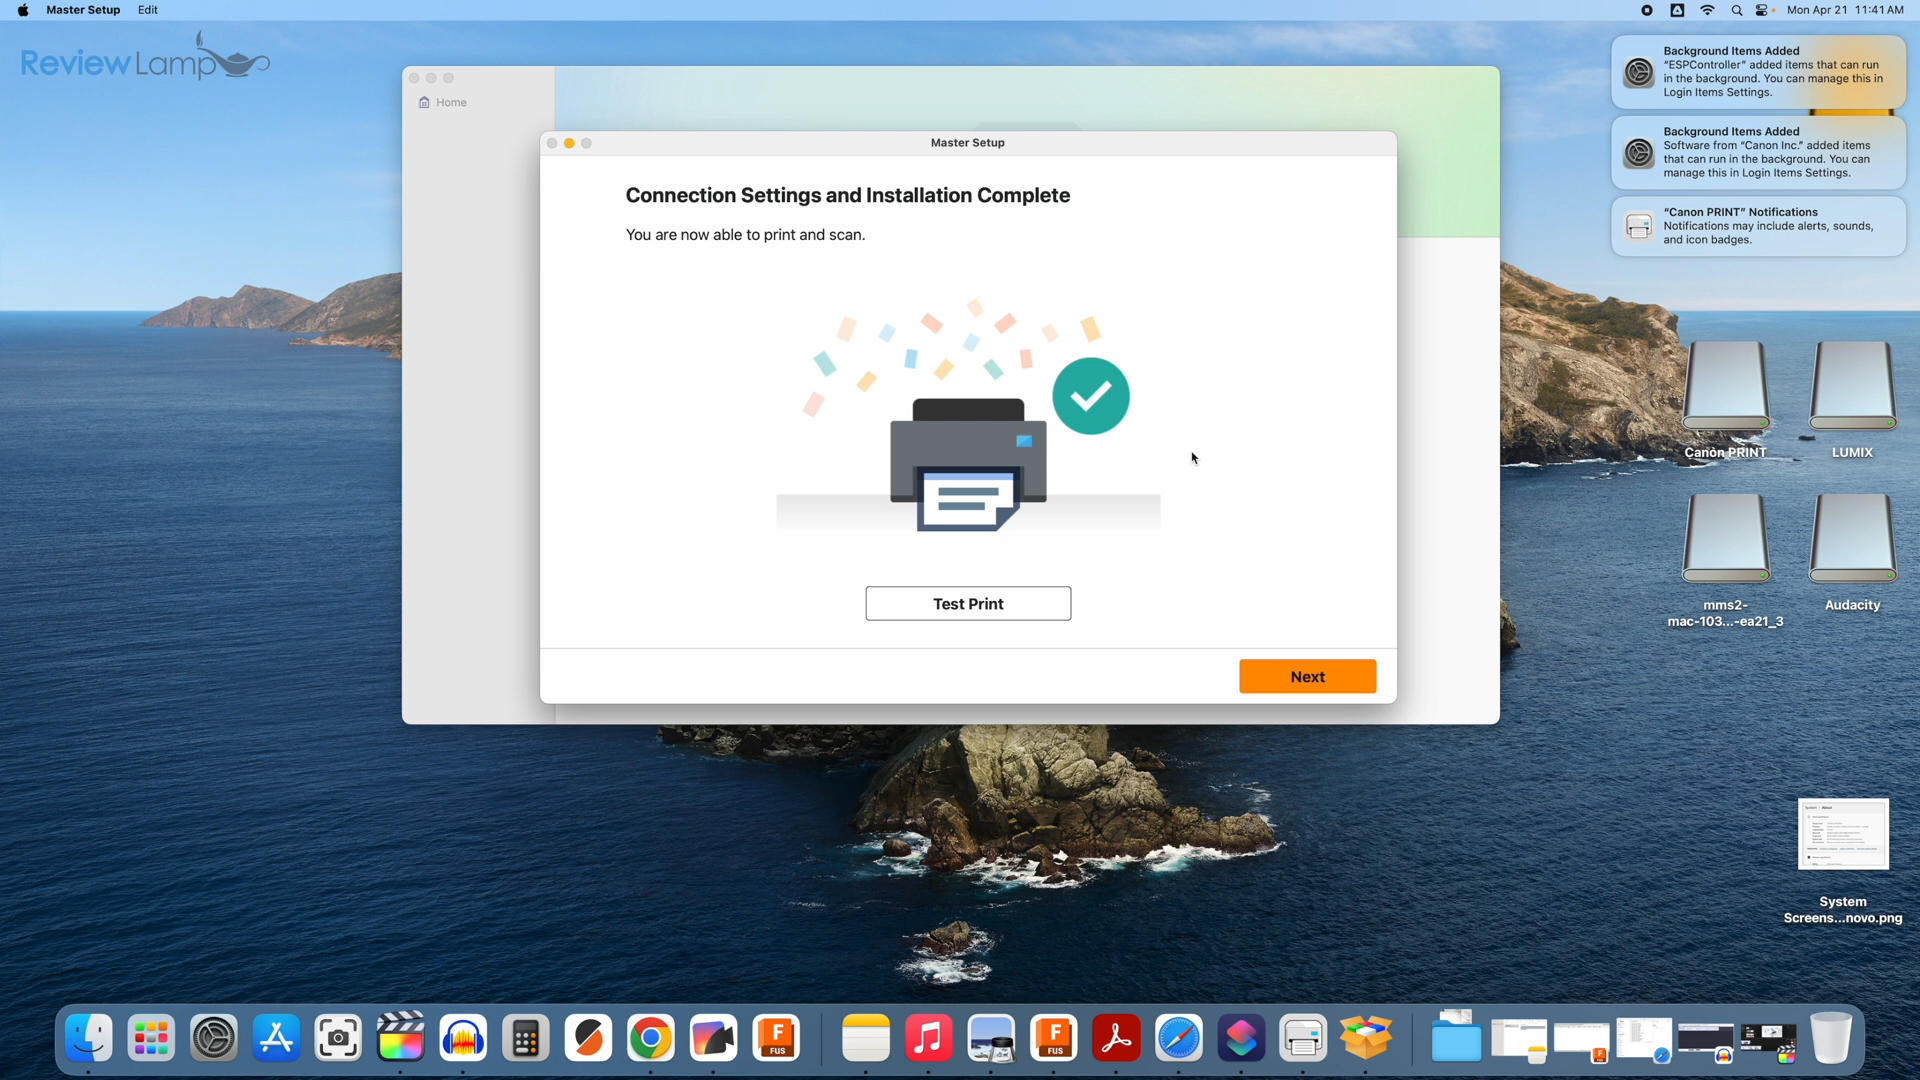 Master Setup Edit
Mon Apr 21 11:41 AM
ReviewLamp
Home
Master Setup
Connection Settings and Installation Complete
You are now able to print and scan.
Test Print
Next
Background Items Added
“ESPController” added items that can run
in the background. You can manage this in
Login Items Settings.
Background Items Added
Software from “Canon Inc.” added items
that can run in the background. You can
manage this in Login Items Settings.
“Canon PRINT” Notifications
Notifications may include alerts, sounds,
and icon badges.
Canon PRINT
LUMIX
mms2-
mac-103...-ea21_3
Audacity
System
Screens...novo.png
F
FUS
F
FUS